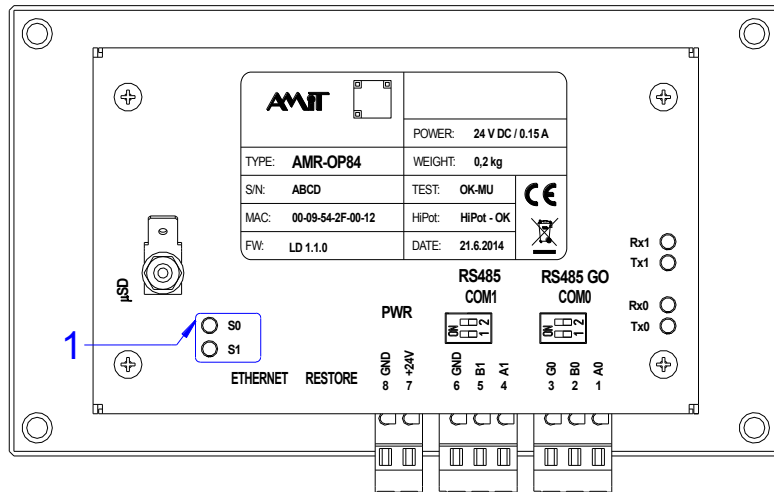 AMiT
POWER: 24 V DC / 0.15 A
TYPE: AMR-OP84 WEIGHT: 0,2 kg
S/N: ABCD TEST: OK-MU
MAC: 00-09-54-2F-00-12 HiPot: HiPot - OK
FW: LD 1.1.0 DATE: 21.6.2014
CE
µSD
1
S0
S1
ETHERNET RESTORE
PWR
RS485
COM1
RS485 GO
COM0
ON 1 2
ON 1 2
Rx1
Tx1
Rx0
Tx0
GND +24V GND B1 A1 G0 B0 A0
8 7 6 5 4 3 2 1